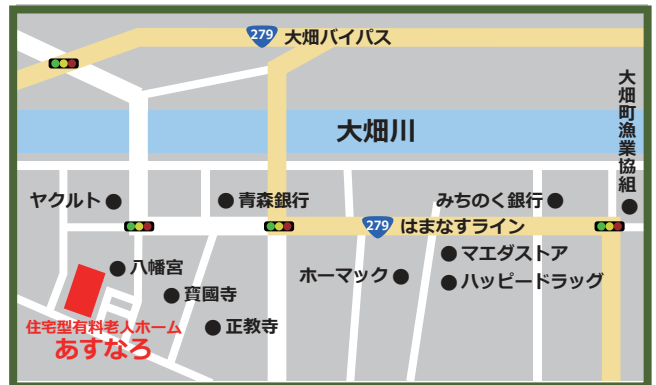 279 大畑バイパス
大畑川
大畑町漁業協組
ヤクルト
青森銀行
みちのく銀行
279 はまなすライン
マエダストア
八幡宮
ホーマック
ハッピードラッグ
寶國寺
正教寺
住宅型有料老人ホーム
あすなろ